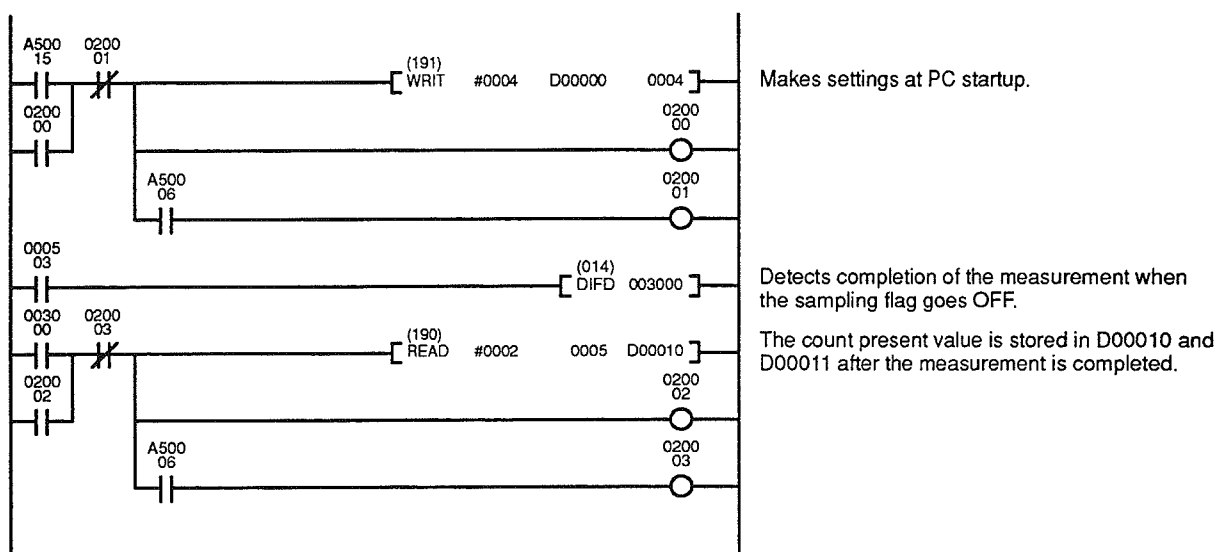 A500 0200
15 01
(191)
WRIT #0004 D00000 0004
Makes settings at PC startup.
0200
00
0200
00
A500
06
0200
01
0005
03
(014)
DIFD 003000
Detects completion of the measurement when
the sampling flag goes OFF.
0030 0200
00 03
(190)
READ #0002 0005 D00010
The count present value is stored in D00010 and
D00011 after the measurement is completed.
0200
02
0200
02
A500
06
0200
03